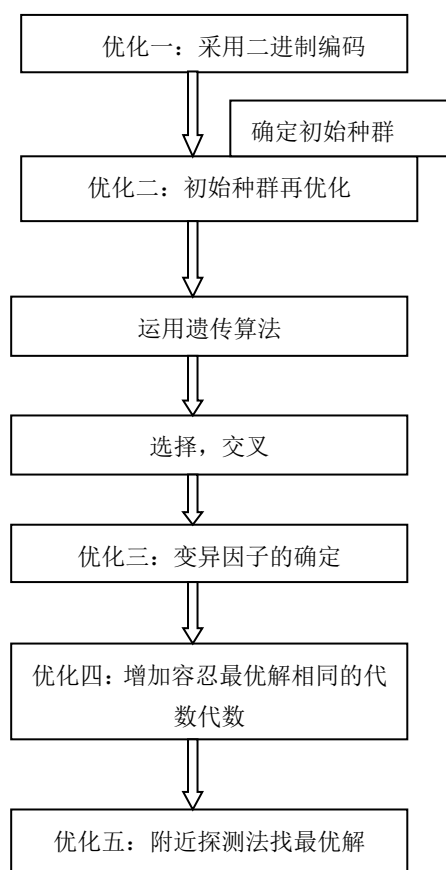 优化一：采用二进制编码
确定初始种群
优化二：初始种群再优化
运用遗传算法
选择，交叉
优化三：变异因子的确定
优化四：增加容忍最优解相同的代
数代数
优化五：附近探测法找最优解